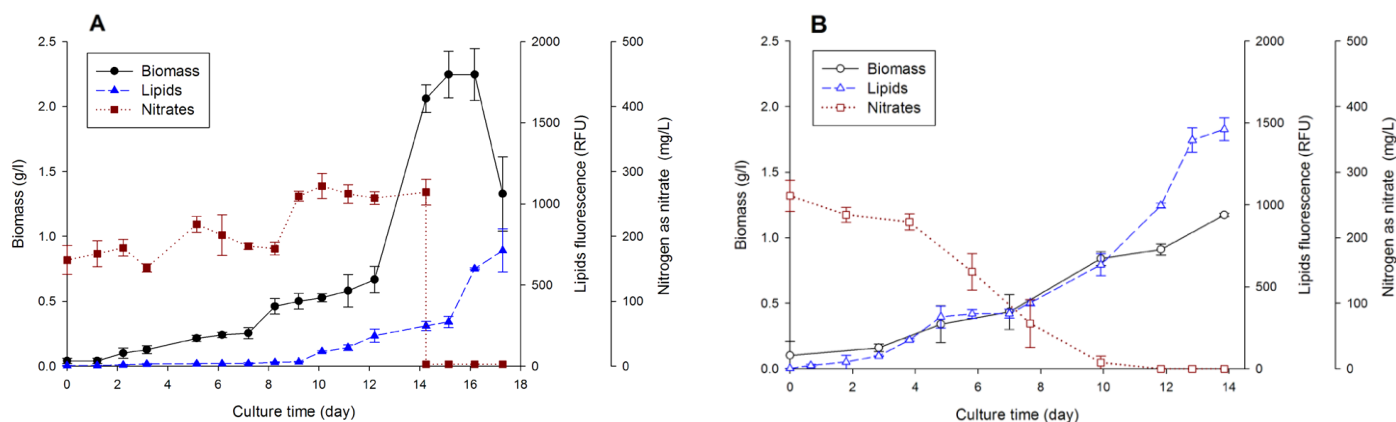 A
2.5
2.0
1.5
1.0
0.5
0.0
Biomass (g/l)
Biomass
Lipids
Nitrates
2000
1500
1000
500
0
Lipids fluorescence (RFU)
500
400
300
200
100
0
Nitrogen as nitrate (mg/L)
0 2 4 6 8 10 12 14 16 18
Culture time (day)
B
2.5
2.0
1.5
1.0
0.5
0.0
Biomass (g/l)
Biomass
Lipids
Nitrates
2000
1500
1000
500
0
Lipids fluorescence (RFU)
500
400
300
200
100
0
Nitrogen as nitrate (mg/L)
0 2 4 6 8 10 12 14
Culture time (day)